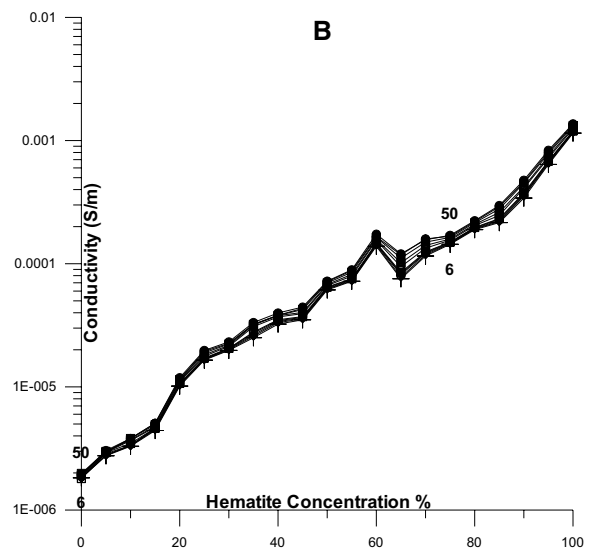 B
0.01
0.001
0.0001
1E-005
1E-006
Conductivity (S/m)
50
6
50
6
Hematite Concentration %
0 20 40 60 80 100